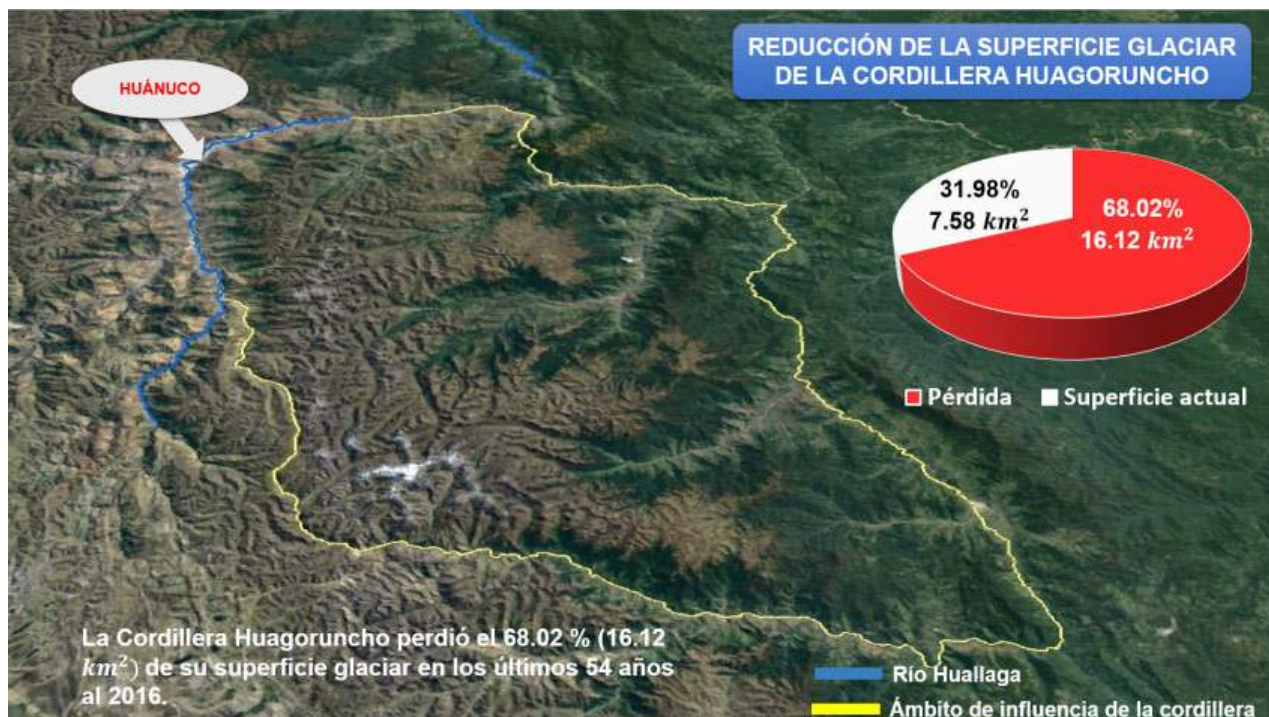 REDUCCIÓN DE LA SUPERFICIE GLACIAR
DE LA CORDILLERA HUAGORUNCHO
HUÁNUCO
31.98%
7.58 km²
68.02%
16.12 km²
Pérdida
Superficie actual
La Cordillera Huagoruncho perdió el 68.02 % (16.12
km²) de su superficie glaciar en los últimos 54 años
al 2016.
Río Huallaga
Ámbito de influencia de la cordillera